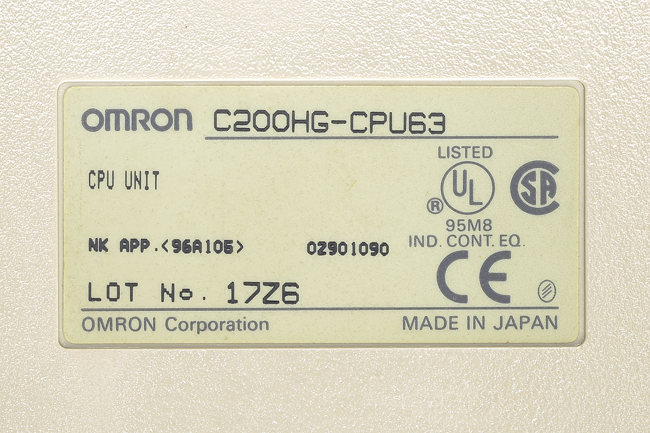 OMRON C200HG-CPU63
LISTED
CPU UNIT
UL
®
SA
95M8
NK APP.<96A105> 02901090
IND. CONT. EQ.
CE
LOT No. 17Z6
OMRON Corporation
MADE IN JAPAN